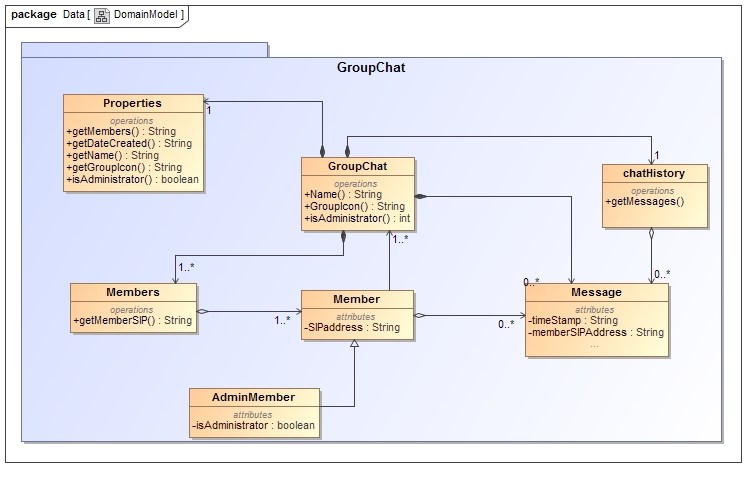 package Data [ DomainModel ]
GroupChat
Properties
operations
+getMembers() : String
+getDateCreated() : String
+getName() : String
+getGroupIcon() : String
+isAdministrator() : boolean
1
GroupChat
operations
+Name() : String
+GroupIcon() : String
+isAdministrator() : int
1
chatHistory
operations
+getMessages()
1..*
1..*
0..*
0..*
Members
operations
+getMemberSIP() : String
1..*
Member
attributes
-SIPaddress : String
0..*
Message
attributes
-timeStamp : String
-memberSIPAddress : String
...
AdminMember
attributes
-isAdministrator : boolean